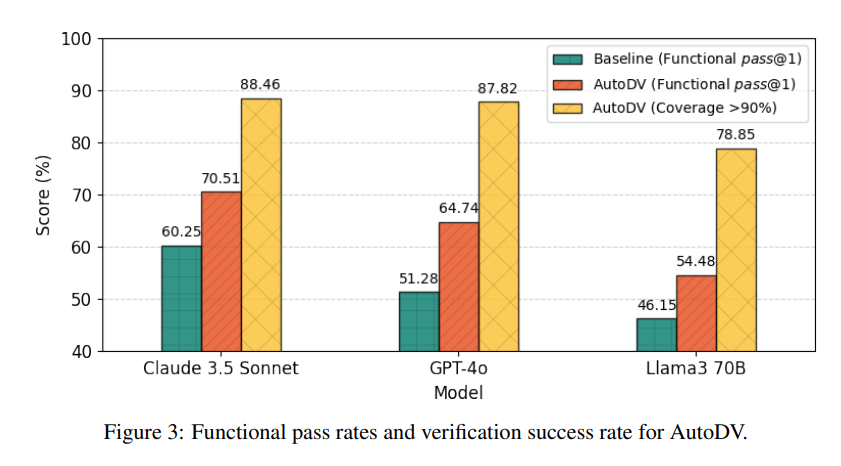 100
90
80
70
60
50
40
Score (%)
Baseline (Functional pass@1)
AutoDV (Functional pass@1)
AutoDV (Coverage >90%)
60.25
70.51
88.46
51.28
64.74
87.82
46.15
54.48
78.85
Claude 3.5 Sonnet
GPT-4o
Llama3 70B
Model
Figure 3: Functional pass rates and verification success rate for AutoDV.